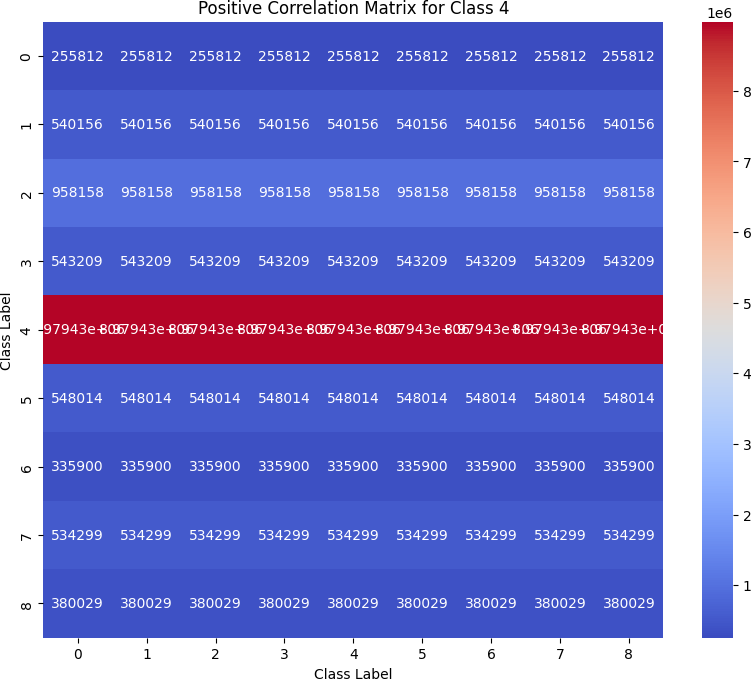 Positive Correlation Matrix for Class 4
1e6
0 255812 255812 255812 255812 255812 255812 255812 255812 255812
1 540156 540156 540156 540156 540156 540156 540156 540156 540156
2 958158 958158 958158 958158 958158 958158 958158 958158 958158
3 543209 543209 543209 543209 543209 543209 543209 543209 543209
4
5 548014 548014 548014 548014 548014 548014 548014 548014 548014
6 335900 335900 335900 335900 335900 335900 335900 335900 335900
7 534299 534299 534299 534299 534299 534299 534299 534299 534299
8 380029 380029 380029 380029 380029 380029 380029 380029 380029
0 1 2 3 4 5 6 7 8
Class Label
Class Label
8
7
6
5
4
3
2
1